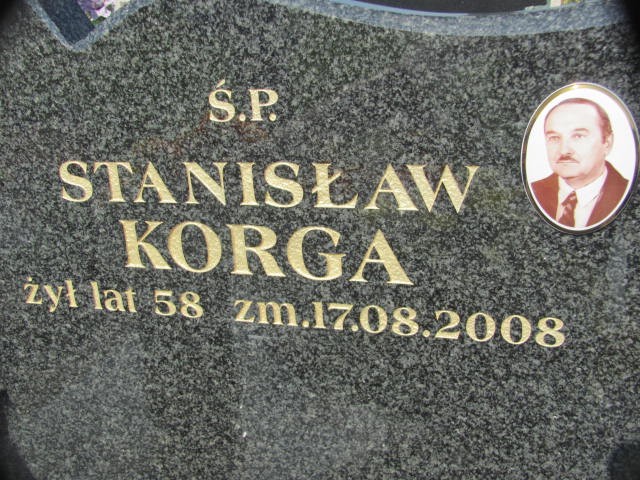 Ś.P.
STANISŁAW
KORGA
żył lat 58 zm.17.08.2008